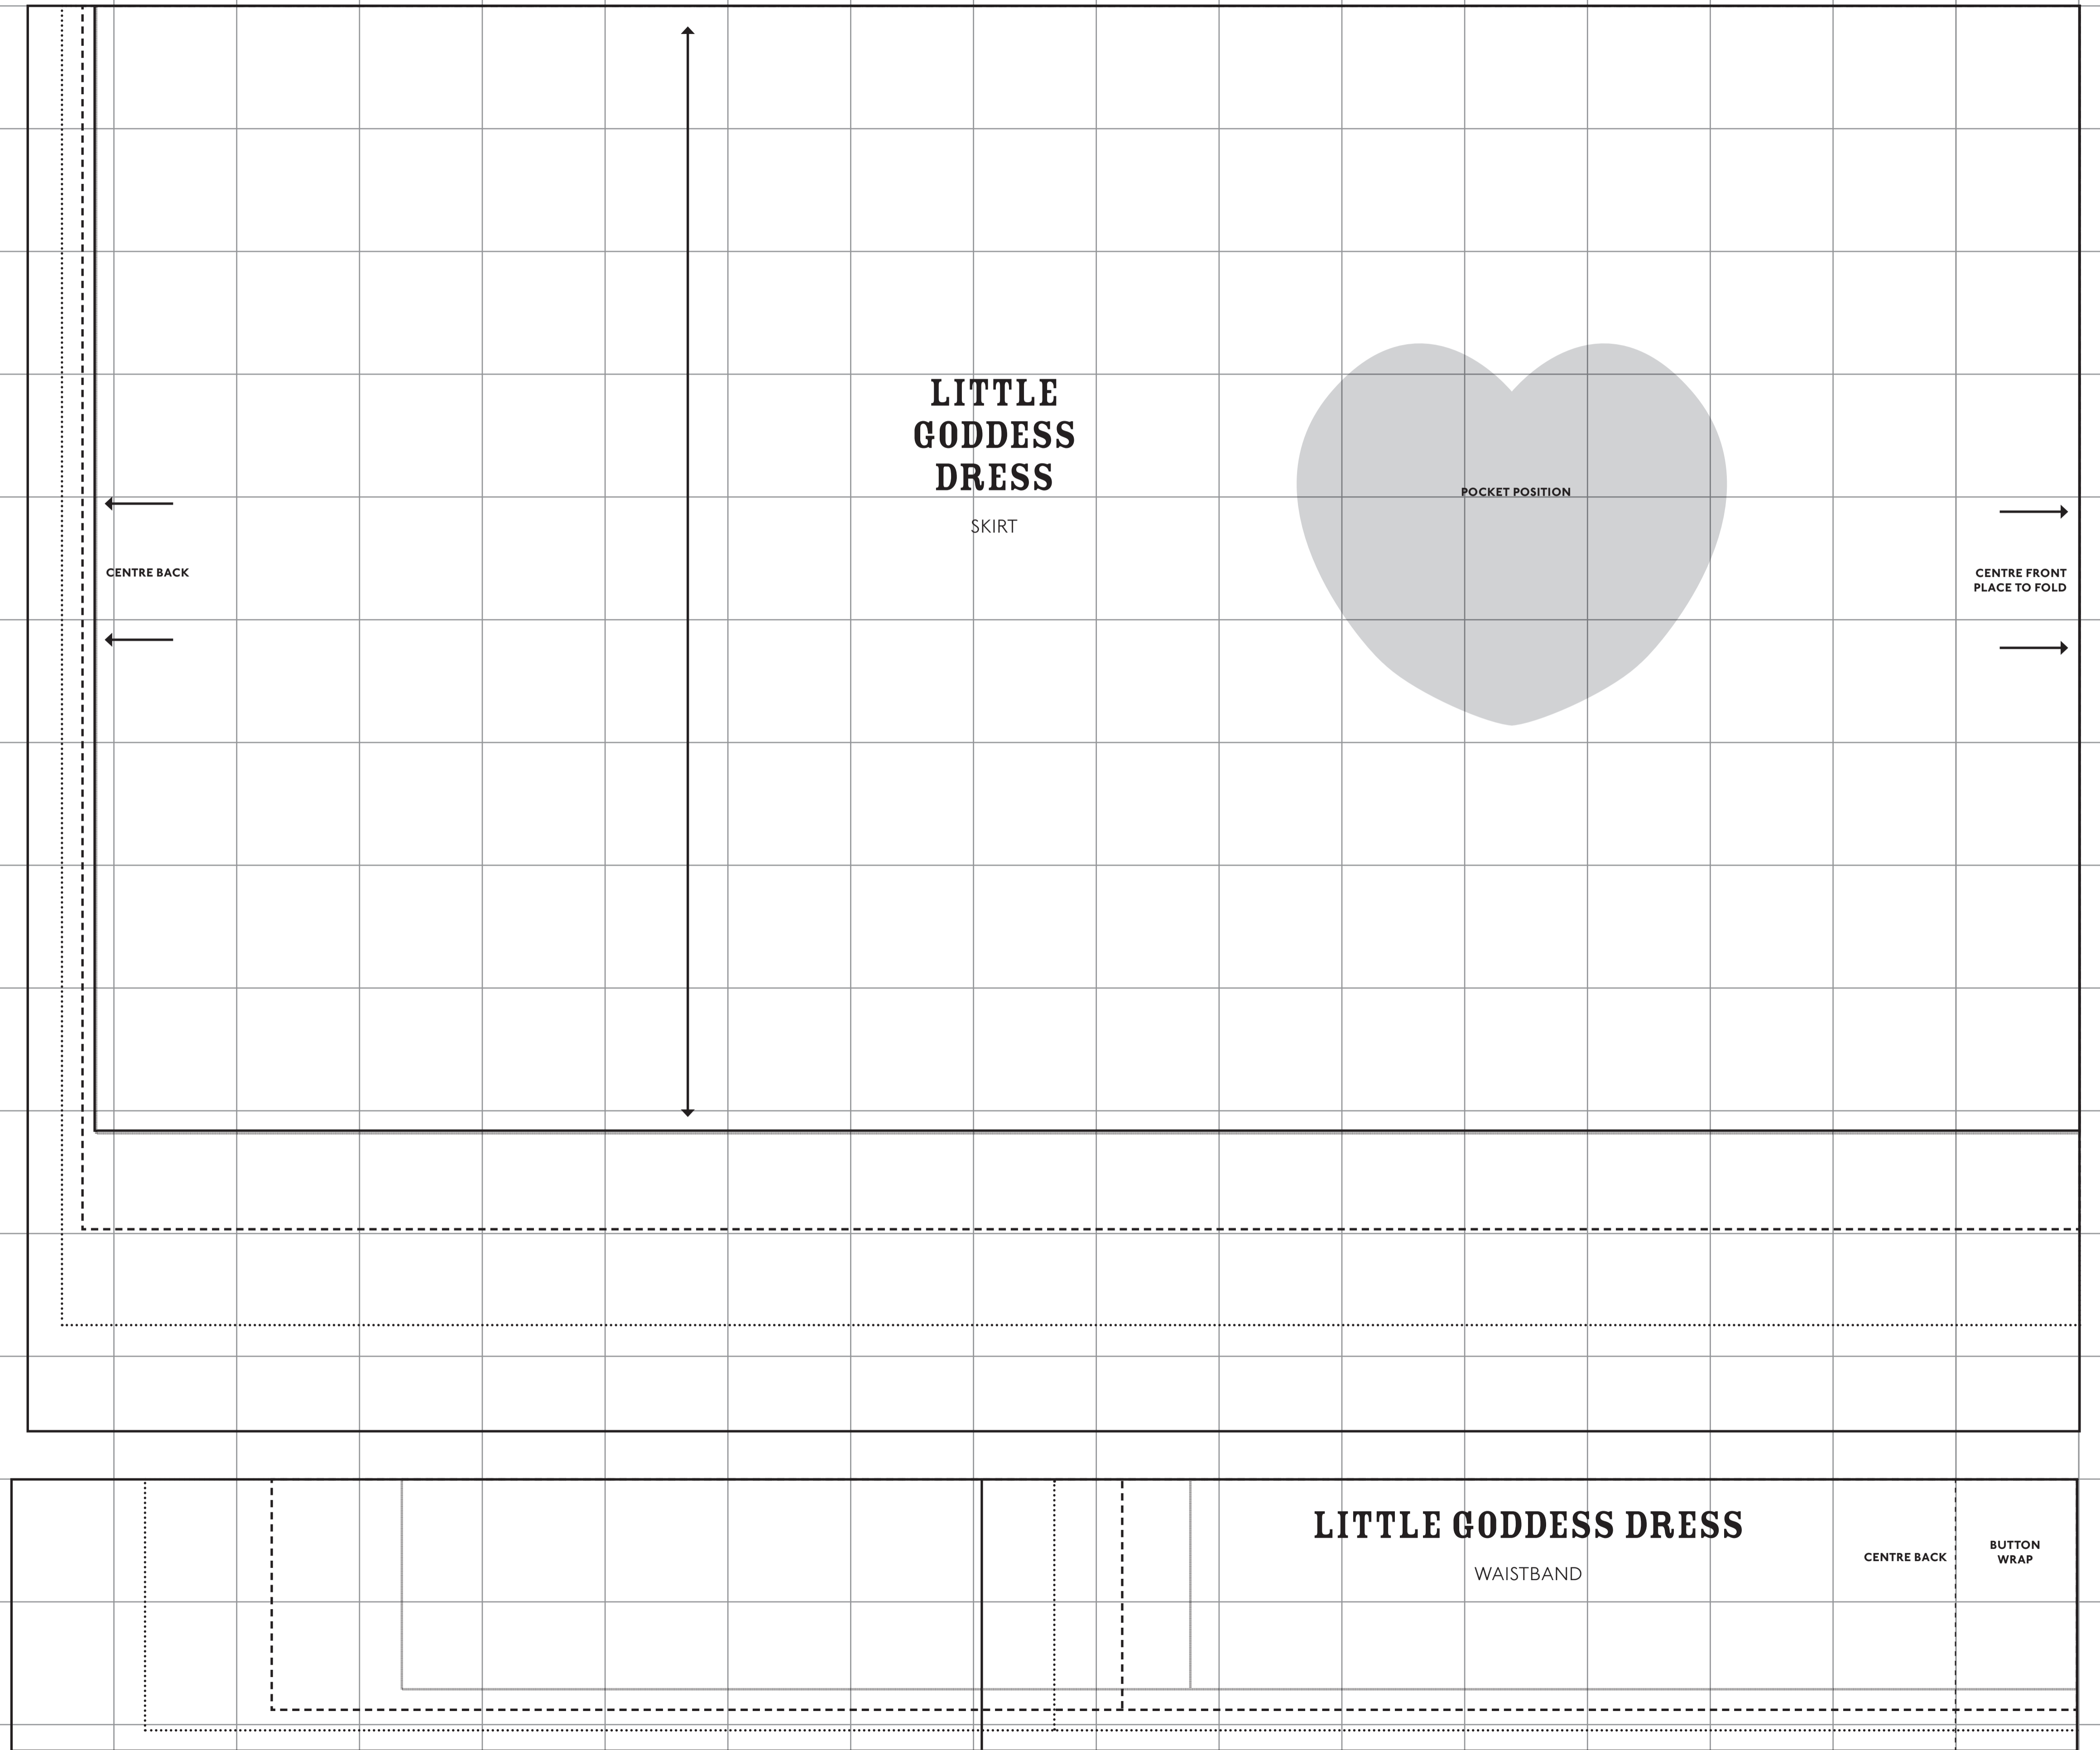 LITTLE
GODDESS
DRESS
SKIRT
POCKET POSITION
CENTRE BACK
CENTRE FRONT
PLACE TO FOLD
LITTLE GODDESS DRESS
WAISTBAND
CENTRE BACK
BUTTON
WRAP